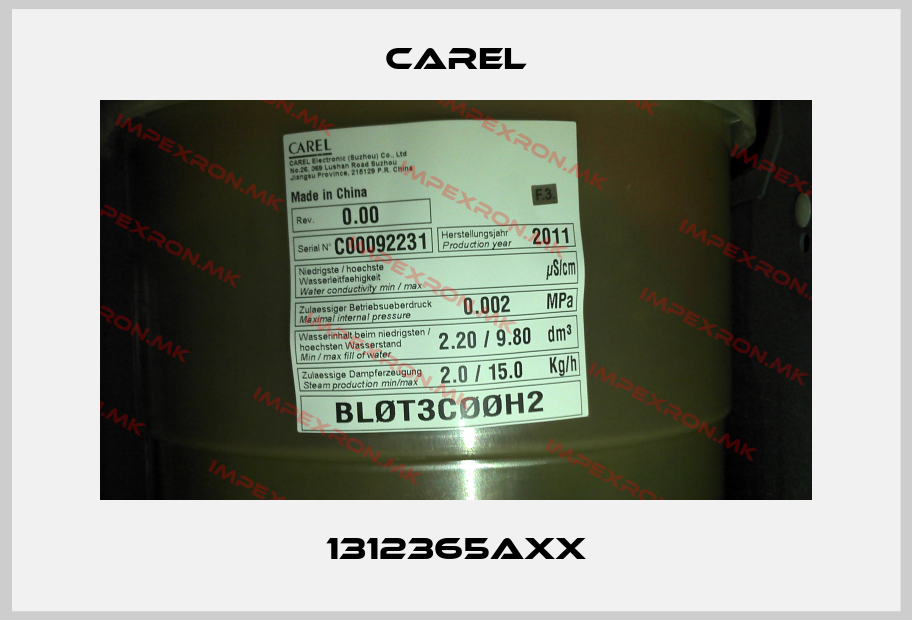 CAREL
CAREL
CAREL Electronic (Suzhou) Co., Ltd
No.26, 369 Lushan Road Suzhou
Jiangsu Province, 215129 P.R. China
Made in China
F.3.
Rev. 0.00
Serial N° C00092231
Herstellungsjahr
Production year 2011
Niedrigste / hoechste
Wasserleitfaehigkeit
Water conductivity min / max
µS/cm
Zulaessiger Betriebsueberdruck
Maximal internal pressure
0.002 MPa
Wasserinhalt beim niedrigsten /
hoechsten Wasserstand
Min / max fill of water
2.20 / 9.80 dm³
Zulaessige Dampferzeugung
Steam production min/max
2.0 / 15.0 Kg/h
BLØT3CØØH2
IMPEXRON.MK
1312365AXX